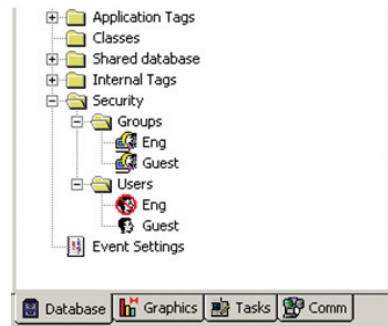 Application Tags
Classes
Shared database
Internal Tags
Security
Groups
Eng
Guest
Users
Eng
Guest
Event Settings
Database Graphics Tasks Comm